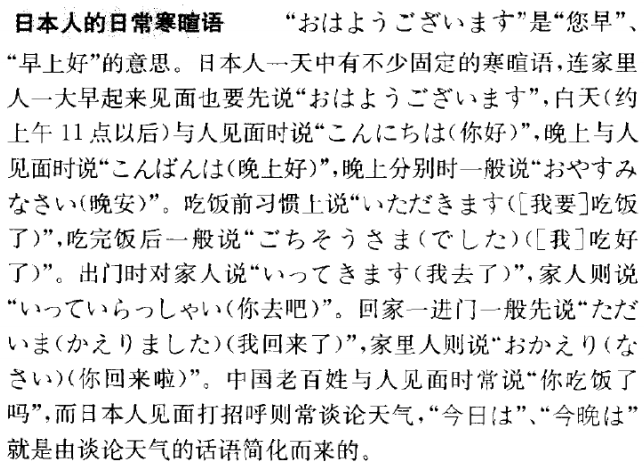 日本人的日常寒暄语　　“おはようございます”是“您早”、
“早上好”的意思。日本人一天中有不少固定的寒暄语,连家里
人一大早起来见面也要先说“おはようございます”,白天(约
上午 11 点以后)与人见面时说“こんにちは(你好)”,晚上与人
见面时说“こんばんは(晚上好)”,晚上分别时一般说“おやすみ
なさい(晚安)”。吃饭前习惯上说“いただきます([我要]吃饭
了)”,吃完饭后一般说“ごちそうさま(でした)([我]吃好
了)”。出门时对家人说“いってきます(我去了)”,家人则说
“いっていらっしゃい(你去吧)”。回家一进门一般先说“ただ
いま(かえりました)(我回来了)”,家里人则说“おかえり(な
さい)(你回来啦)”。中国老百姓与人见面时常说“你吃饭了
吗”,而日本人见面打招呼则常谈论天气,“今日は”、“今晚は”
就是由谈论天气的话语简化而来的。